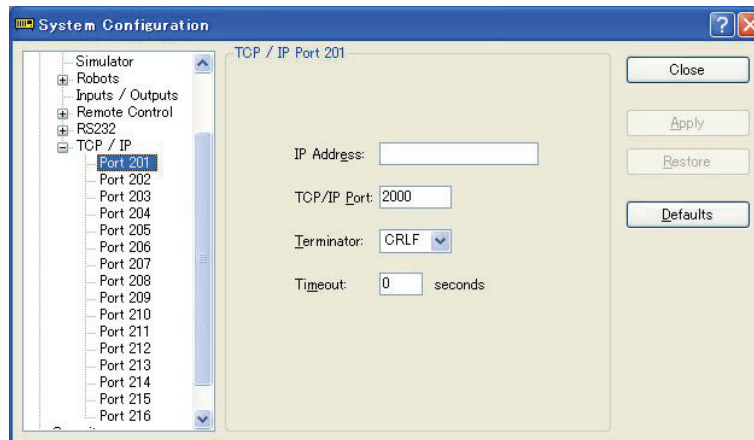 System Configuration
Simulator
Robots
Inputs / Outputs
Remote Control
RS232
TCP / IP
Port 201
Port 202
Port 203
Port 204
Port 205
Port 206
Port 207
Port 208
Port 209
Port 210
Port 211
Port 212
Port 213
Port 214
Port 215
Port 216
TCP / IP Port 201
IP Address:
TCP/IP Port: 2000
Terminator: CRLF
Timeout: 0 seconds
Close
Apply
Restore
Defaults